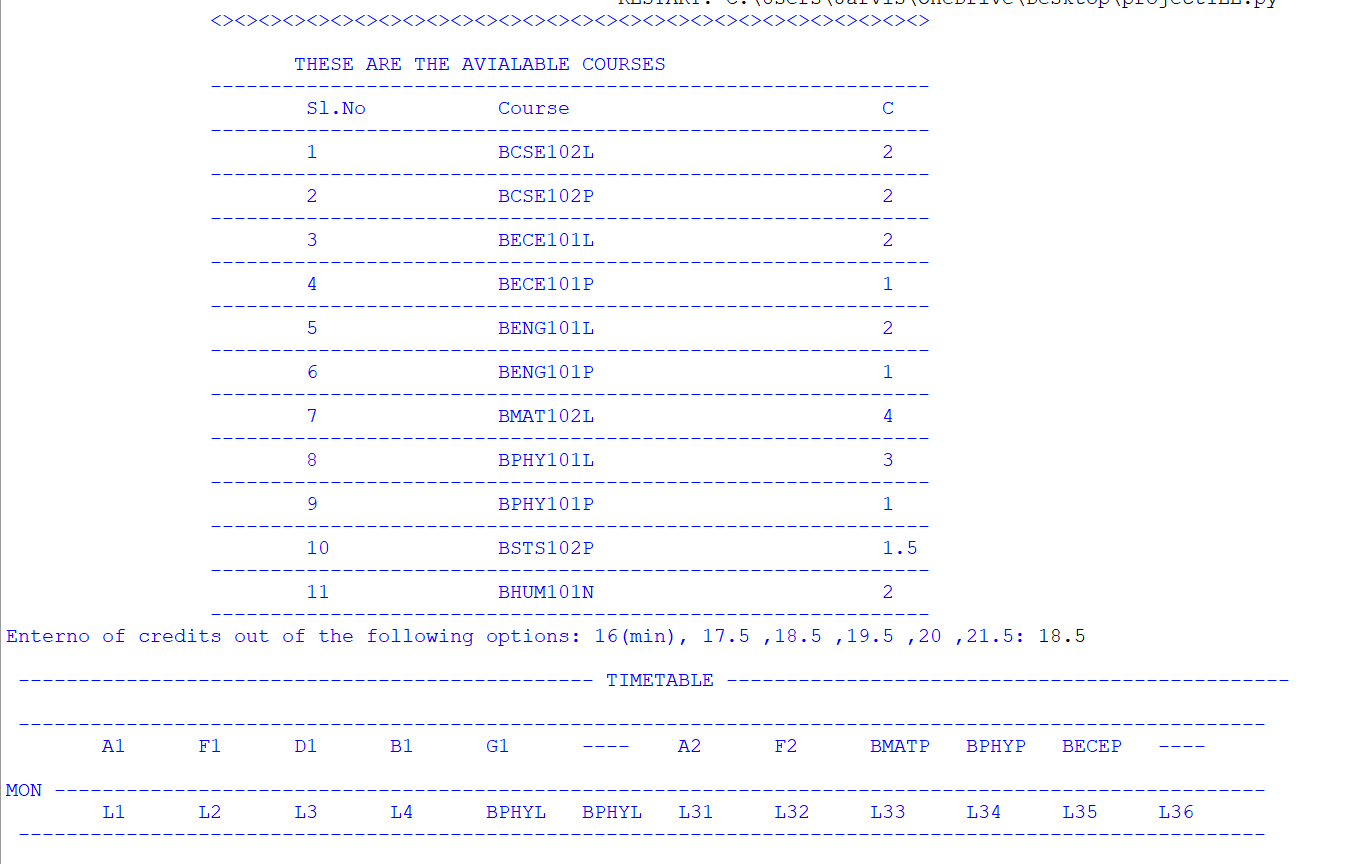 RESTART: C:\Users\Jarvis\OneDrive\Desktop\project1EE.py
<><><><><><><><><><><><><><><><><><><><><><><><><><><><><><>
THESE ARE THE AVIALABLE COURSES
------------------------------------------------------------
Sl.No Course C
------------------------------------------------------------
1 BCSE102L 2
------------------------------------------------------------
2 BCSE102P 2
------------------------------------------------------------
3 BECE101L 2
------------------------------------------------------------
4 BECE101P 1
------------------------------------------------------------
5 BENG101L 2
------------------------------------------------------------
6 BENG101P 1
------------------------------------------------------------
7 BMAT102L 4
------------------------------------------------------------
8 BPHY101L 3
------------------------------------------------------------
9 BPHY101P 1
------------------------------------------------------------
10 BSTS102P 1.5
------------------------------------------------------------
11 BHUM101N 2
------------------------------------------------------------
Enterno of credits out of the following options: 16(min), 17.5 ,18.5 ,19.5 ,20 ,21.5: 18.5
------------------------------------------------ TIMETABLE -----------------------------------------------
--------------------------------------------------------------------------------------------------------
A1 F1 D1 B1 G1 ---- A2 F2 BMATP BPHYP BECEP ----
MON -----------------------------------------------------------------------------------------------------
L1 L2 L3 L4 BPHYL BPHYL L31 L32 L33 L34 L35 L36
--------------------------------------------------------------------------------------------------------